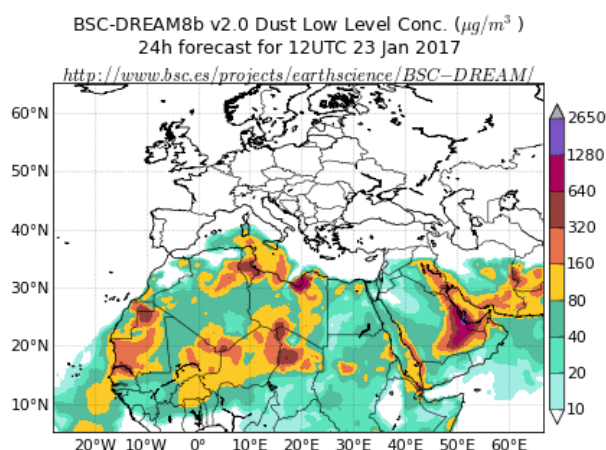 BSC-DREAM8b v2.0 Dust Low Level Conc. (μg/m³ )
24h forecast for 12UTC 23 Jan 2017
http://www.bsc.es/projects/earthscience/BSC−DREAM/
60°N
50°N
40°N
30°N
20°N
10°N
20°W 10°W 0° 10°E 20°E 30°E 40°E 50°E 60°E
2650
1280
640
320
160
80
40
20
10